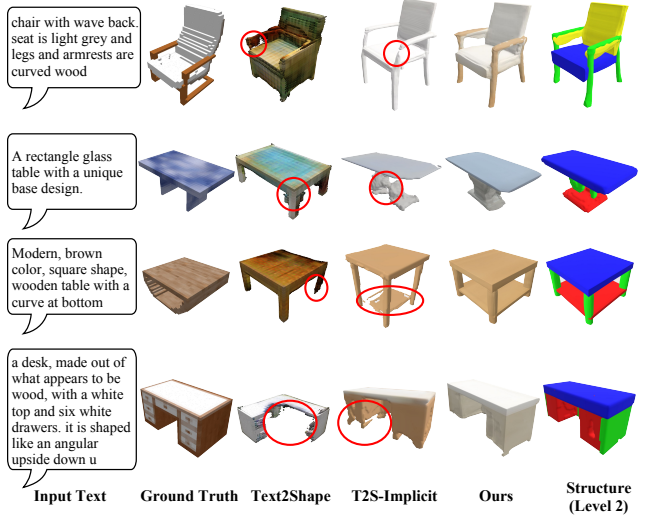 chair with wave back.
seat is light grey and
legs and armrests are
curved wood
A rectangle glass
table with a unique
base design.
Modern, brown
color, square shape,
wooden table with a
curve at bottom
a desk, made out of
what appears to be
wood, with a white
top and six white
drawers. it is shaped
like an angular
upside down u
Input Text Ground Truth Text2Shape T2S-Implicit Ours Structure
(Level 2)